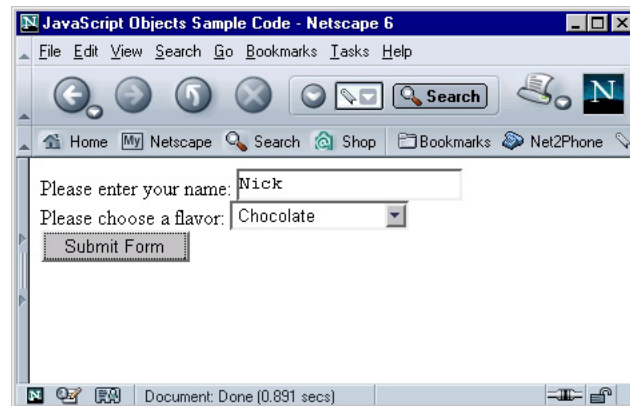 N JavaScript Objects Sample Code - Netscape 6
File Edit View Search Go Bookmarks Tasks Help
Search N
Home My Netscape Search Shop Bookmarks Net2Phone
Please enter your name: Nick
Please choose a flavor: Chocolate
Submit Form
N Document: Done (0.891 secs)